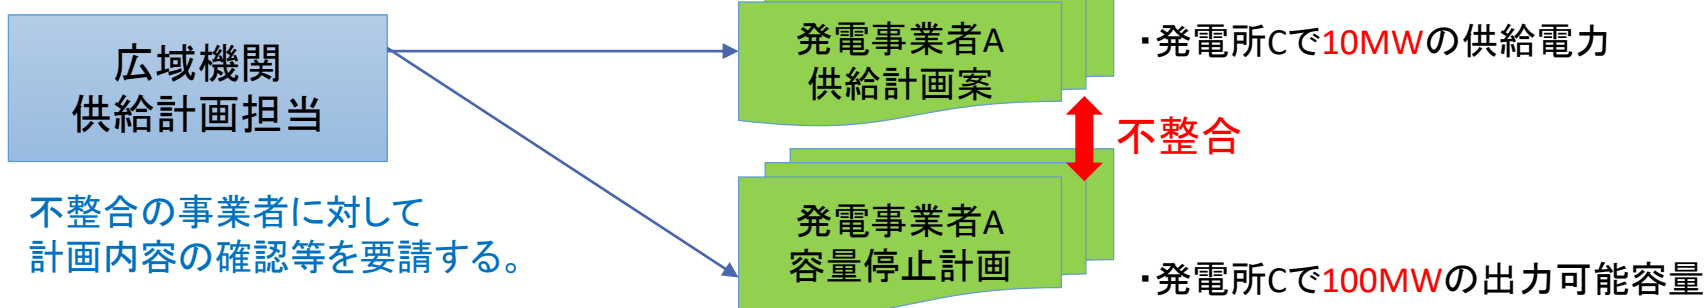 広域機関
供給計画担当
不整合の事業者に対して
計画内容の確認等を要請する。
発電事業者A
供給計画案
・発電所Cで10MWの供給電力
不整合
発電事業者A
容量停止計画
・発電所Cで100MWの出力可能容量